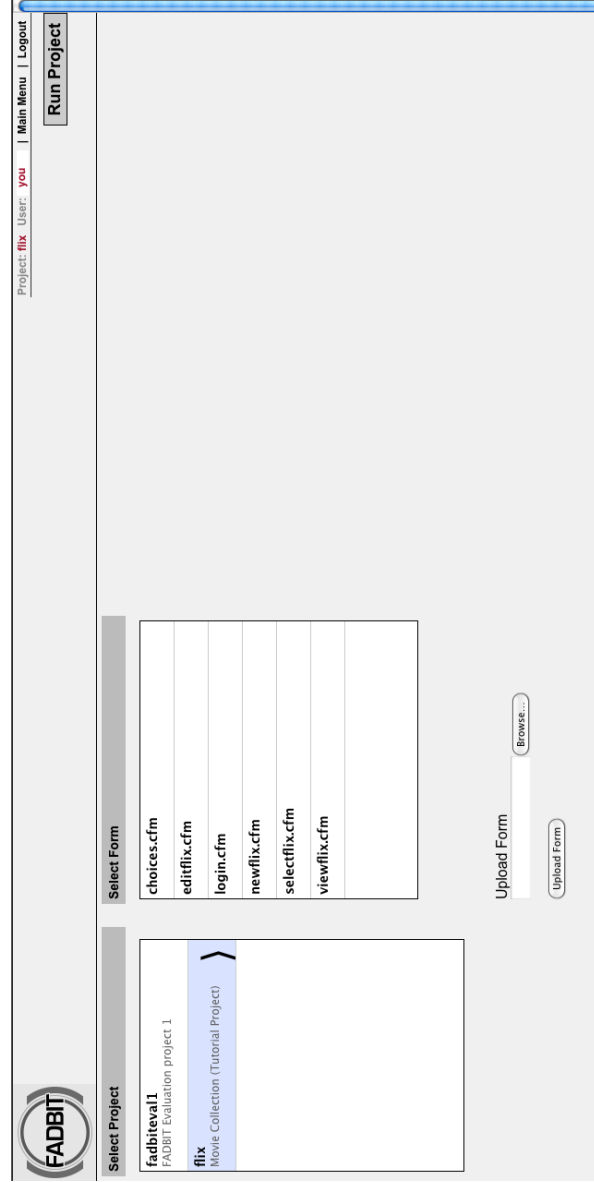 FADBIT
Project: flix User: you | Main Menu | Logout
Run Project
Select Project
fadbiteval1
FADBIT Evaluation project 1
flix
Movie Collection (Tutorial Project)
Select Form
choices.cfm
editflix.cfm
login.cfm
newflix.cfm
selectflix.cfm
viewflix.cfm
Upload Form
Browse...
Upload Form